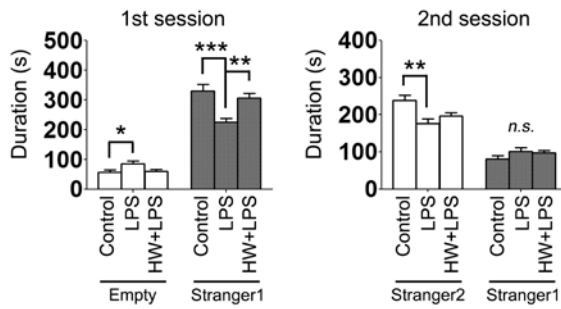 1st session
Duration (s)
500
400
300
200
100
0
*
***
**
Control
LPS
HW+LPS
Control
LPS
HW+LPS
Empty
Stranger1
2nd session
Duration (s)
400
300
200
100
0
**
n.s.
Control
LPS
HW+LPS
Control
LPS
HW+LPS
Stranger2
Stranger1